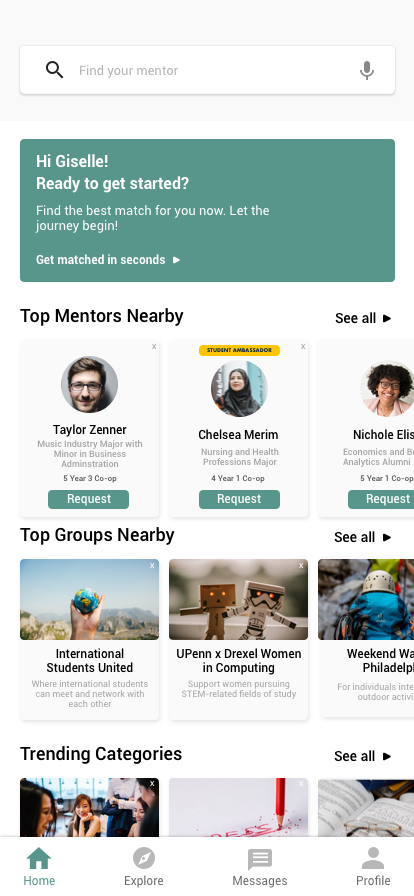 Find your mentor
Hi Giselle!
Ready to get started?
Find the best match for you now. Let the
journey begin!
Get matched in seconds ►
Top Mentors Nearby
See all ►
x
Taylor Zenner
Music Industry Major with
Minor in Business
Adminstration
5 Year 3 Co-op
Request
x
STUDENT AMBASSADOR
Chelsea Merim
Nursing and Health
Professions Major
4 Year 1 Co-op
Request
Nichole Elis
Economics and Bu
Analytics Alumni
5 Year 1 Co-op
Request
Top Groups Nearby
See all ►
x
International
Students United
Where international students
can meet and network with
each other
x
UPenn x Drexel Women
in Computing
Support women pursuing
STEM-related fields of study
Weekend Wa
Philadelph
For individuals inte
outdoor activi
Trending Categories
See all ►
x
x
Home
Explore
Messages
Profile